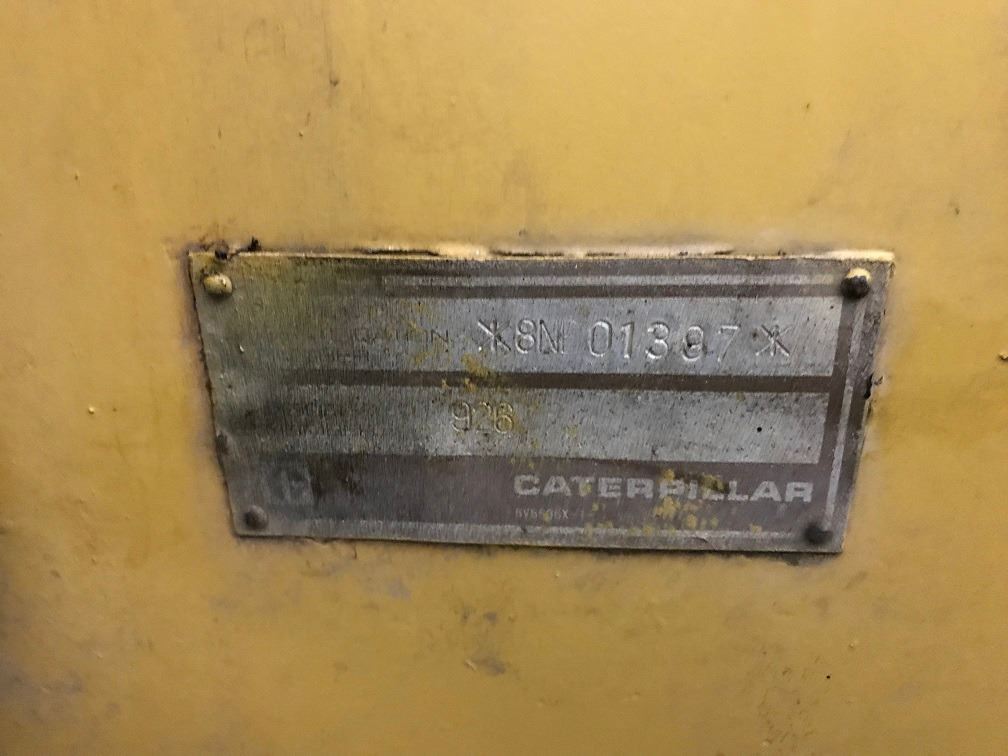 *8N 01397*
926
CATERPILLAR